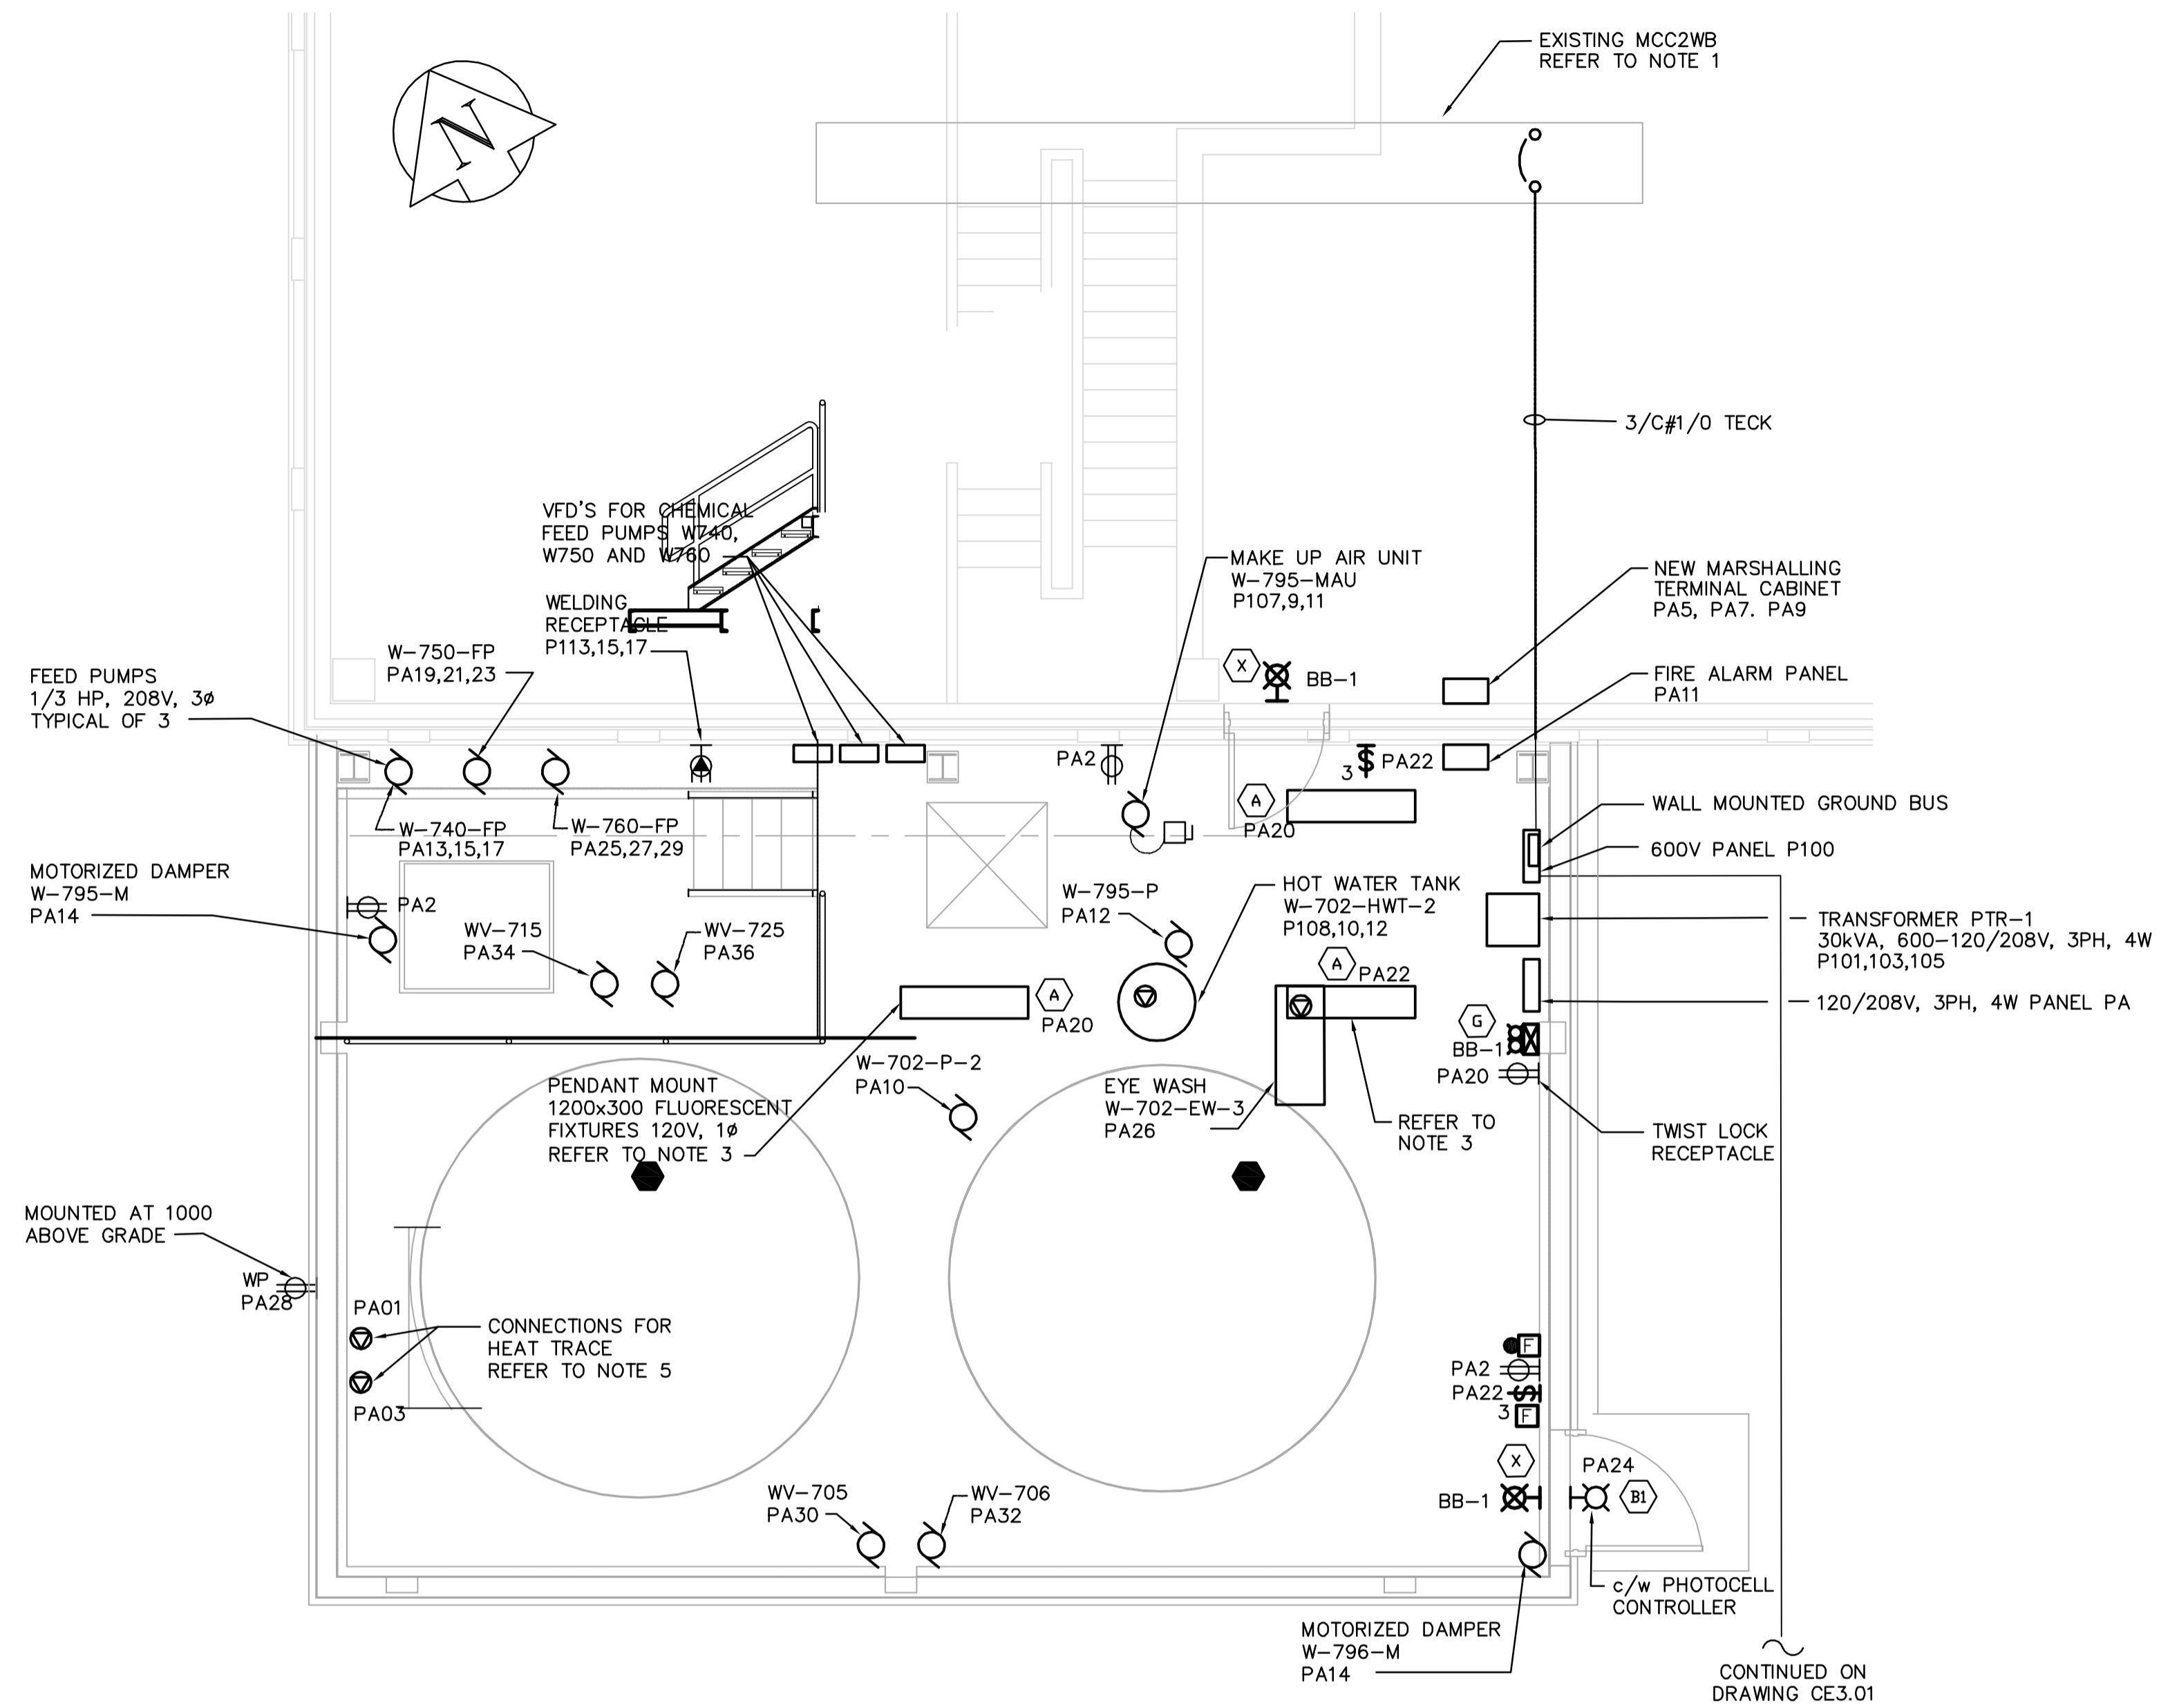 N
EXISTING MCC2WB
REFER TO NOTE 1
3/C#1/0 TECK
VFD'S FOR CHEMICAL
FEED PUMPS W740,
W750 AND W760
WELDING
RECEPTACLE
P113,15,17
MAKE UP AIR UNIT
W-795-MAU
P107,9,11
NEW MARSHALLING
TERMINAL CABINET
PA5, PA7. PA9
FIRE ALARM PANEL
PA11
W-750-FP
PA19,21,23
FEED PUMPS
1/3 HP, 208V, 3ø
TYPICAL OF 3
X
BB-1
PA2
3
$
PA22
A
PA20
W-740-FP
PA13,15,17
W-760-FP
PA25,27,29
WALL MOUNTED GROUND BUS
600V PANEL P100
MOTORIZED DAMPER
W-795-M
PA14
PA2
WV-715
PA34
WV-725
PA36
W-795-P
PA12
HOT WATER TANK
W-702-HWT-2
P108,10,12
TRANSFORMER PTR-1
30kVA, 600-120/208V, 3PH, 4W
P101,103,105
A
PA22
A
PA20
120/208V, 3PH, 4W PANEL PA
G
BB-1
PA20
W-702-P-2
PA10
PENDANT MOUNT
1200x300 FLUORESCENT
FIXTURES 120V, 1ø
REFER TO NOTE 3
EYE WASH
W-702-EW-3
PA26
REFER TO
NOTE 3
TWIST LOCK
RECEPTACLE
MOUNTED AT 1000
ABOVE GRADE
WP
PA28
PA01
CONNECTIONS FOR
HEAT TRACE
REFER TO NOTE 5
PA03
F
PA2
PA22
$
3
F
X
BB-1
PA24
B1
WV-705
PA30
WV-706
PA32
c/w PHOTOCELL
CONTROLLER
MOTORIZED DAMPER
W-796-M
PA14
CONTINUED ON
DRAWING CE3.01